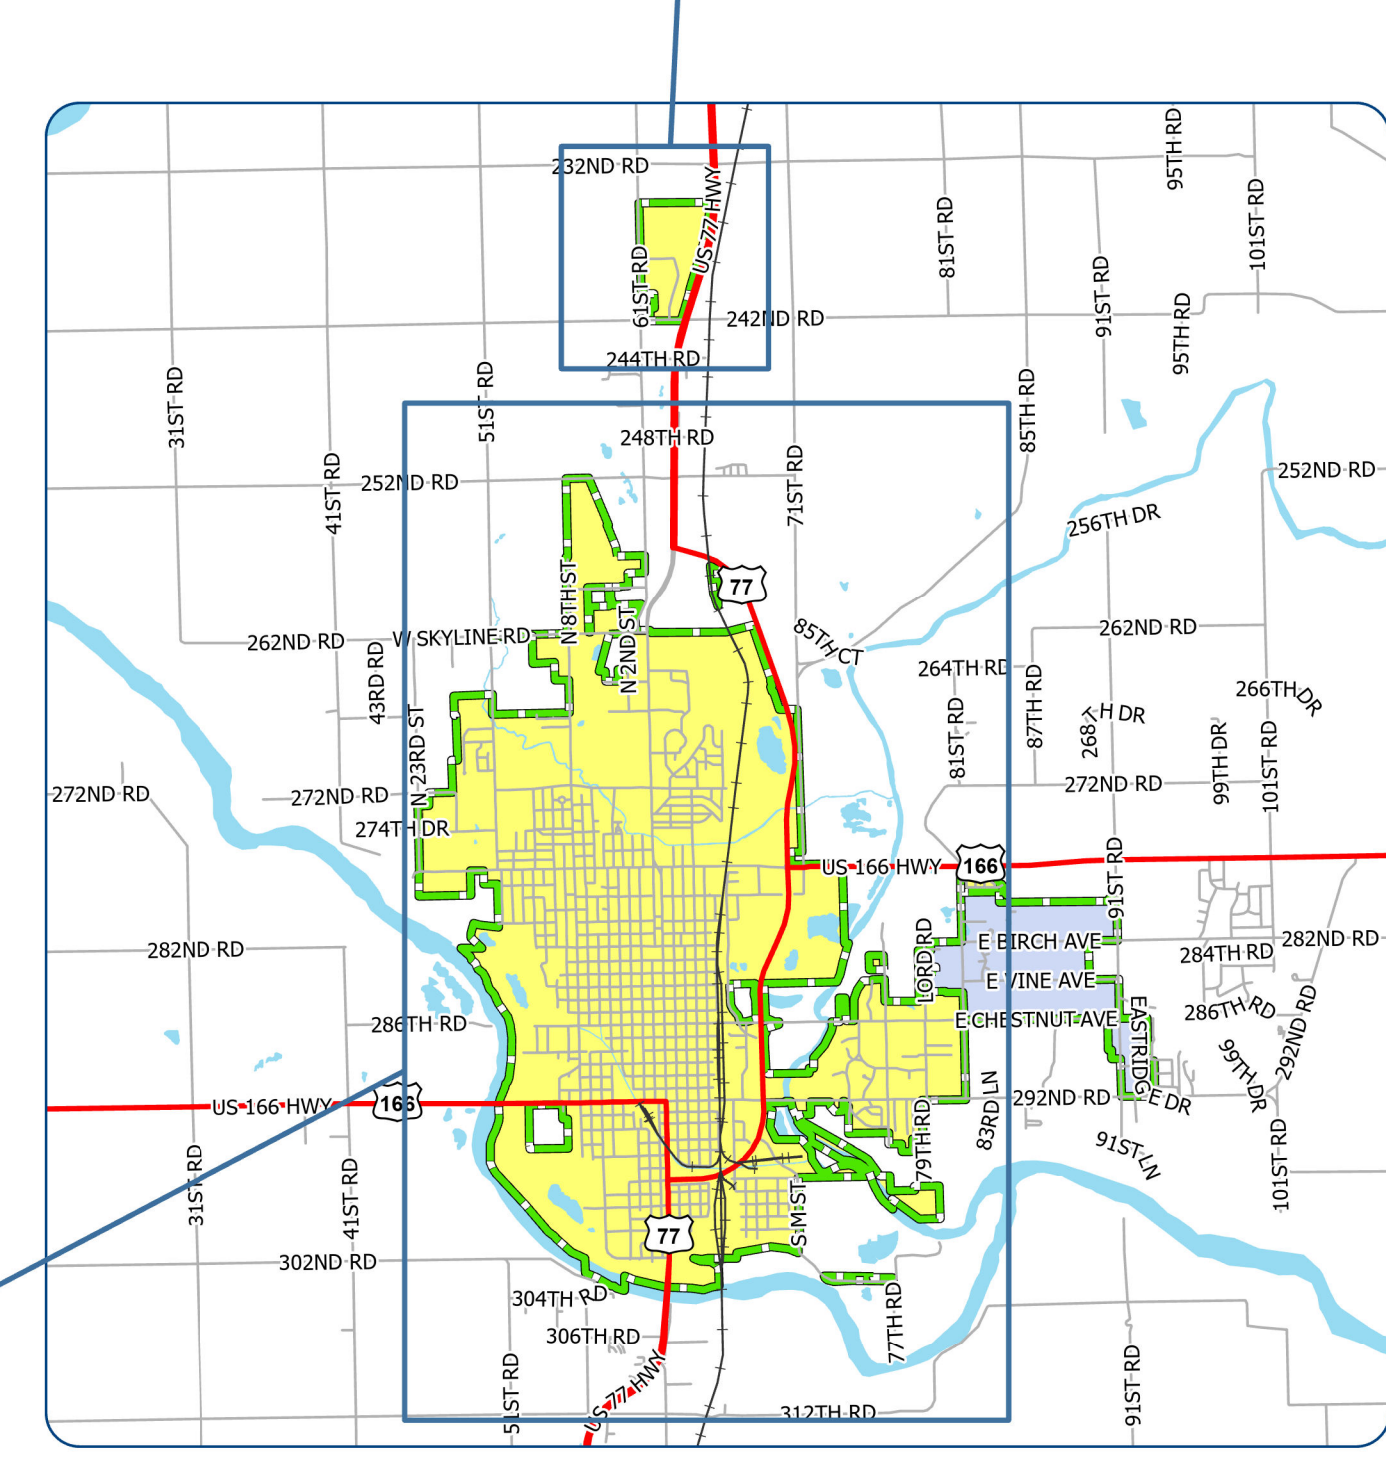 95TH RD
232ND RD
US 77 HWY
101ST RD
81ST RD
61ST RD
91ST RD
95TH RD
242ND RD
244TH RD
31ST RD
51ST RD
85TH RD
248TH RD
41ST RD
252ND RD
71ST RD
252ND RD
256TH DR
77
N 8TH ST
N 2ND ST
262ND RD
W SKYLINE RD
85TH CT
262ND RD
43RD RD
264TH RD
87TH RD
266TH DR
N 23RD ST
81ST RD
268TH DR
99TH DR
101ST RD
272ND RD
272ND RD
272ND RD
274TH DR
US 166 HWY
166
91ST RD
282ND RD
LORD RD
E BIRCH AVE
282ND RD
284TH RD
E VINE AVE
286TH RD
E CHESTNUT AVE
EASTRIDGE DR
286TH RD
292ND RD
99TH DR
US 166 HWY
166
83RD LN
292ND RD
79TH RD
91ST LN
101ST RD
31ST RD
41ST RD
S M ST
77
302ND RD
304TH RD
77TH RD
306TH RD
51ST RD
US 77 HWY
91ST RD
312TH RD